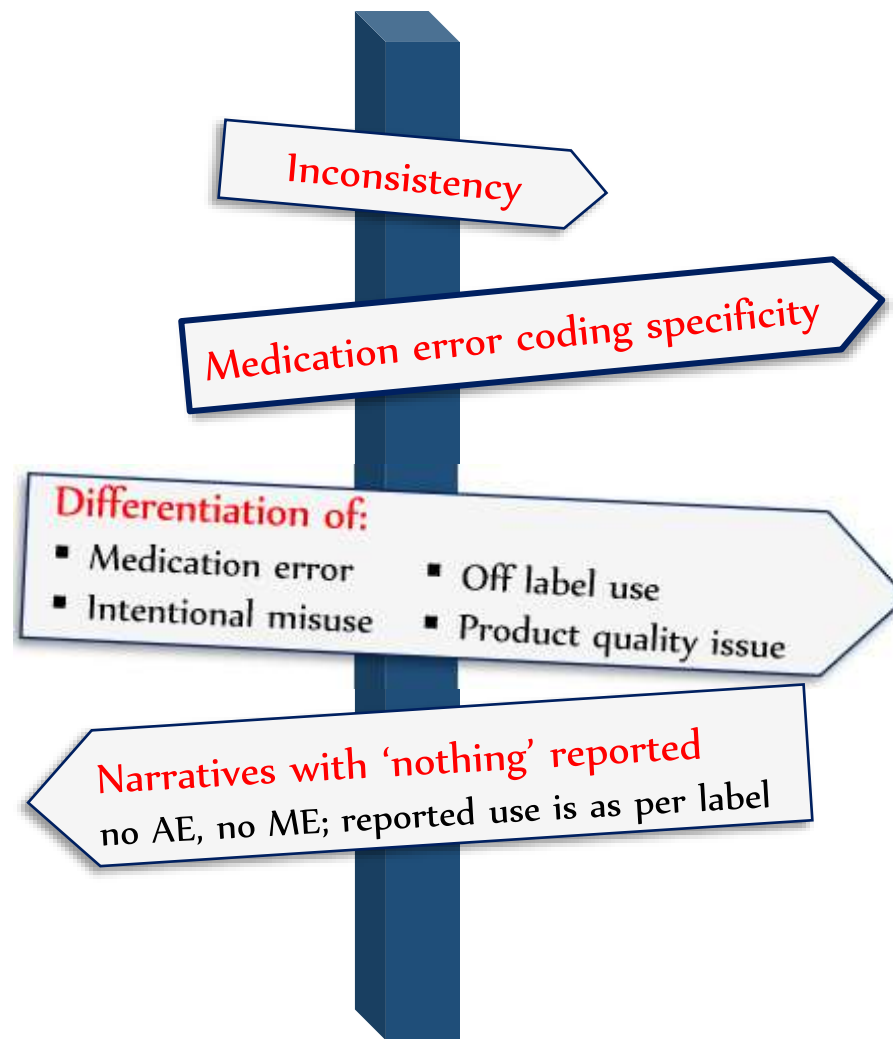 Inconsistency
Medication error coding specificity
Differentiation of:
▪ Medication error
▪ Intentional misuse
▪ Off label use
▪ Product quality issue
Narratives with ‘nothing’ reported
no AE, no ME; reported use is as per label